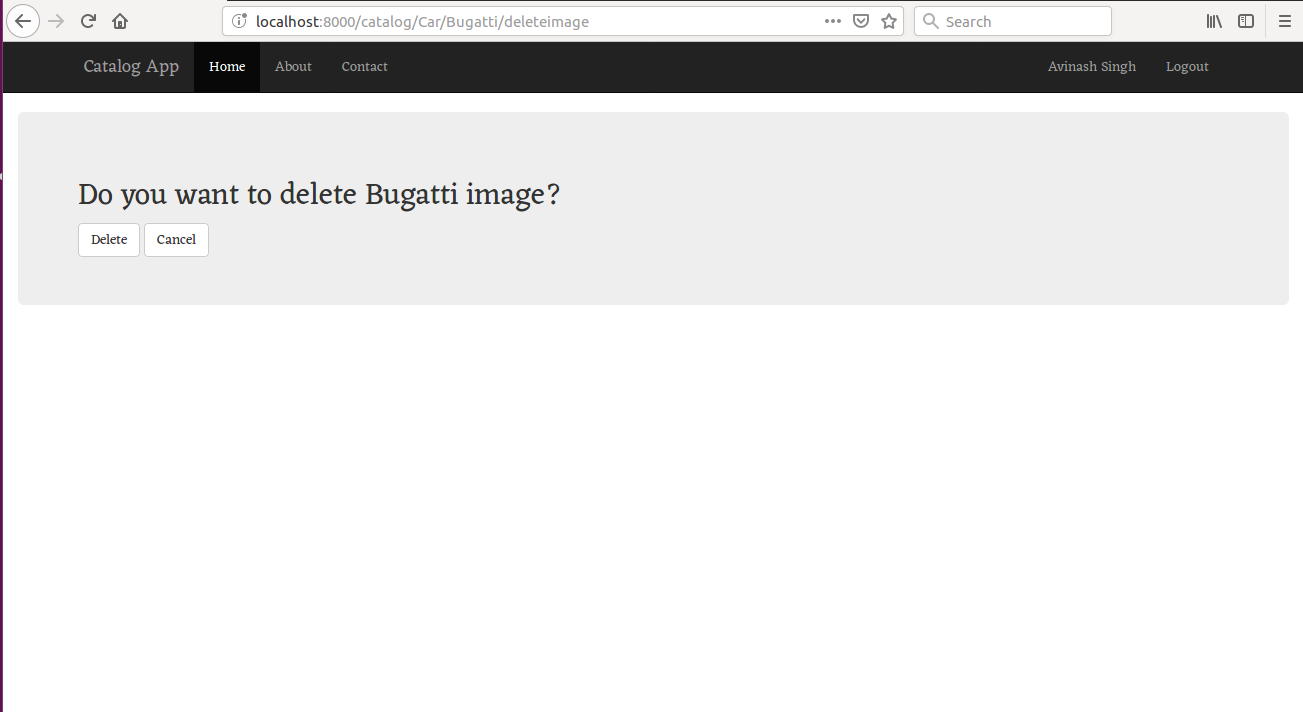 localhost:8000/catalog/Car/Bugatti/deleteimage
Search
Catalog App Home About Contact Avinash Singh Logout
Do you want to delete Bugatti image?
Delete Cancel